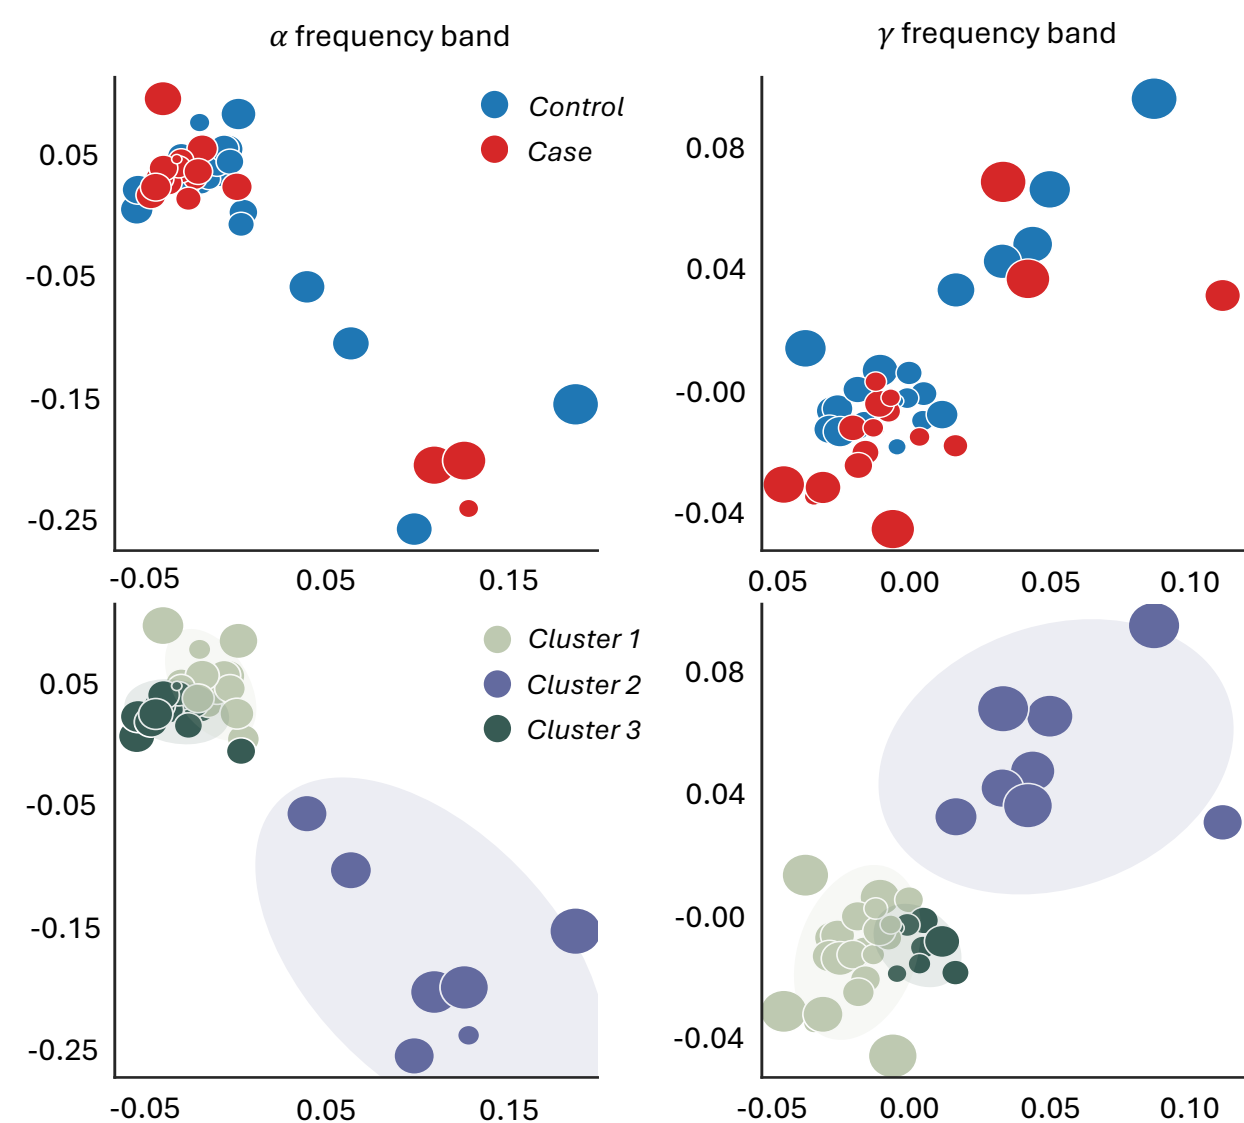 α frequency band
γ frequency band
Control
Case
0.05
-0.05
-0.15
-0.25
-0.05 0.05 0.15
0.08
0.04
-0.00
-0.04
0.05 0.00 0.05 0.10
Cluster 1
Cluster 2
Cluster 3
0.05
-0.05
-0.15
-0.25
-0.05 0.05 0.15
0.08
0.04
-0.00
-0.04
-0.05 0.00 0.05 0.10